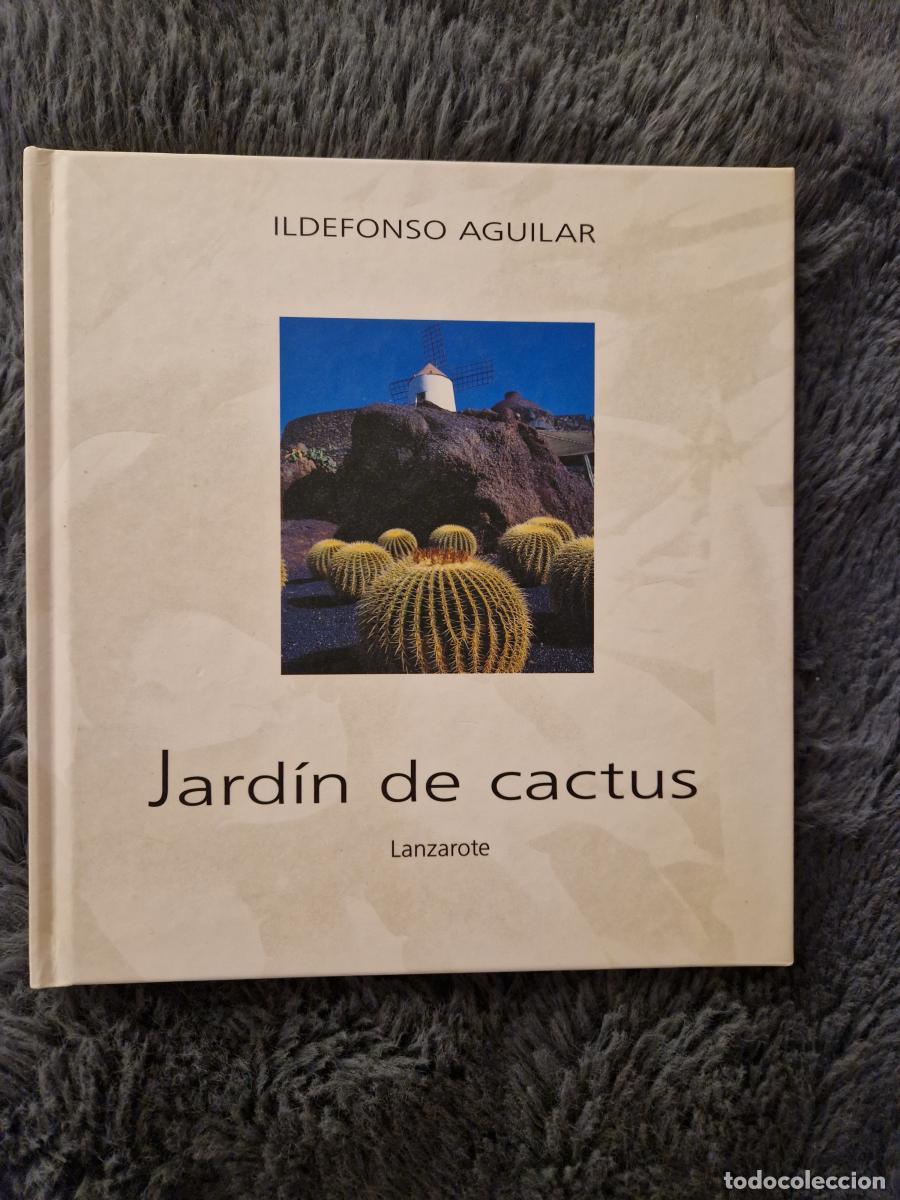 ILDEFONSO AGUILAR
Jardín de cactus
Lanzarote
todocoleccion